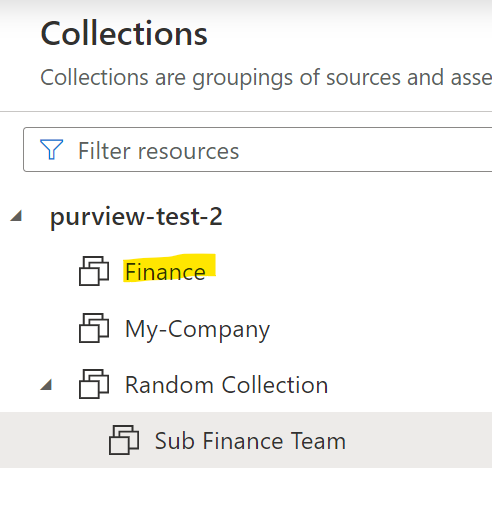 Collections
Collections are groupings of sources and asse
Filter resources
purview-test-2
Finance
My-Company
Random Collection
Sub Finance Team